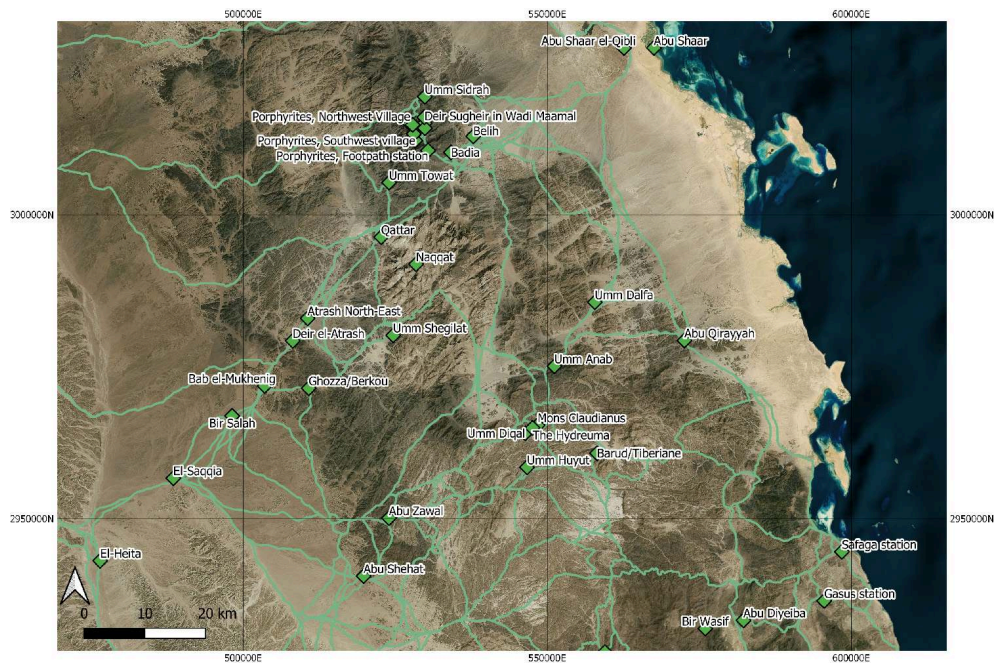 500000E 550000E 600000E
Abu Shaar el-Qibli
Abu Shaar
Umm Sidrah
Porphyrites, Northwest Village
Deir Sugheir in Wadi Maamal
Belih
Porphyrites, Southwest village
Badia
Porphyrites, Footpath station
Umm Towat
3000000N 3000000N
Qattar
Naqqat
Umm Dalfa
Atrash North-East
Deir el-Atrash
Umm Shegilat
Abu Qirayyah
Umm Anab
Bab el-Mukhenig
Ghozza/Berkou
Mons Claudianus
Bir Salah
Umm Diqal
The Hydreuma
Barud/Tiberiane
Umm Huyut
El-Saqqia
Abu Zawal
2950000N 2950000N
Safaga station
El-Heita
Abu Shehat
Gasus station
0 10 20 km
Abu Diyeiba
Bir Wasif
500000E 550000E 600000E